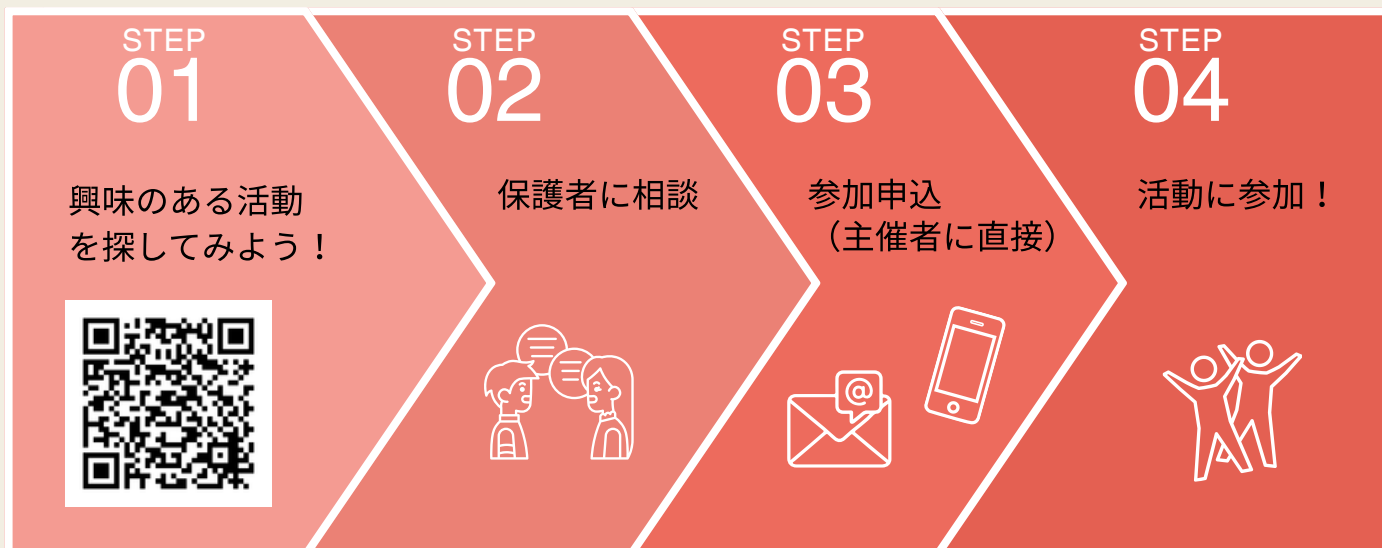 STEP
01
興味のある活動
を探してみよう！
STEP
02
保護者に相談
STEP
03
参加申込
（主催者に直接）
@
STEP
04
活動に参加！